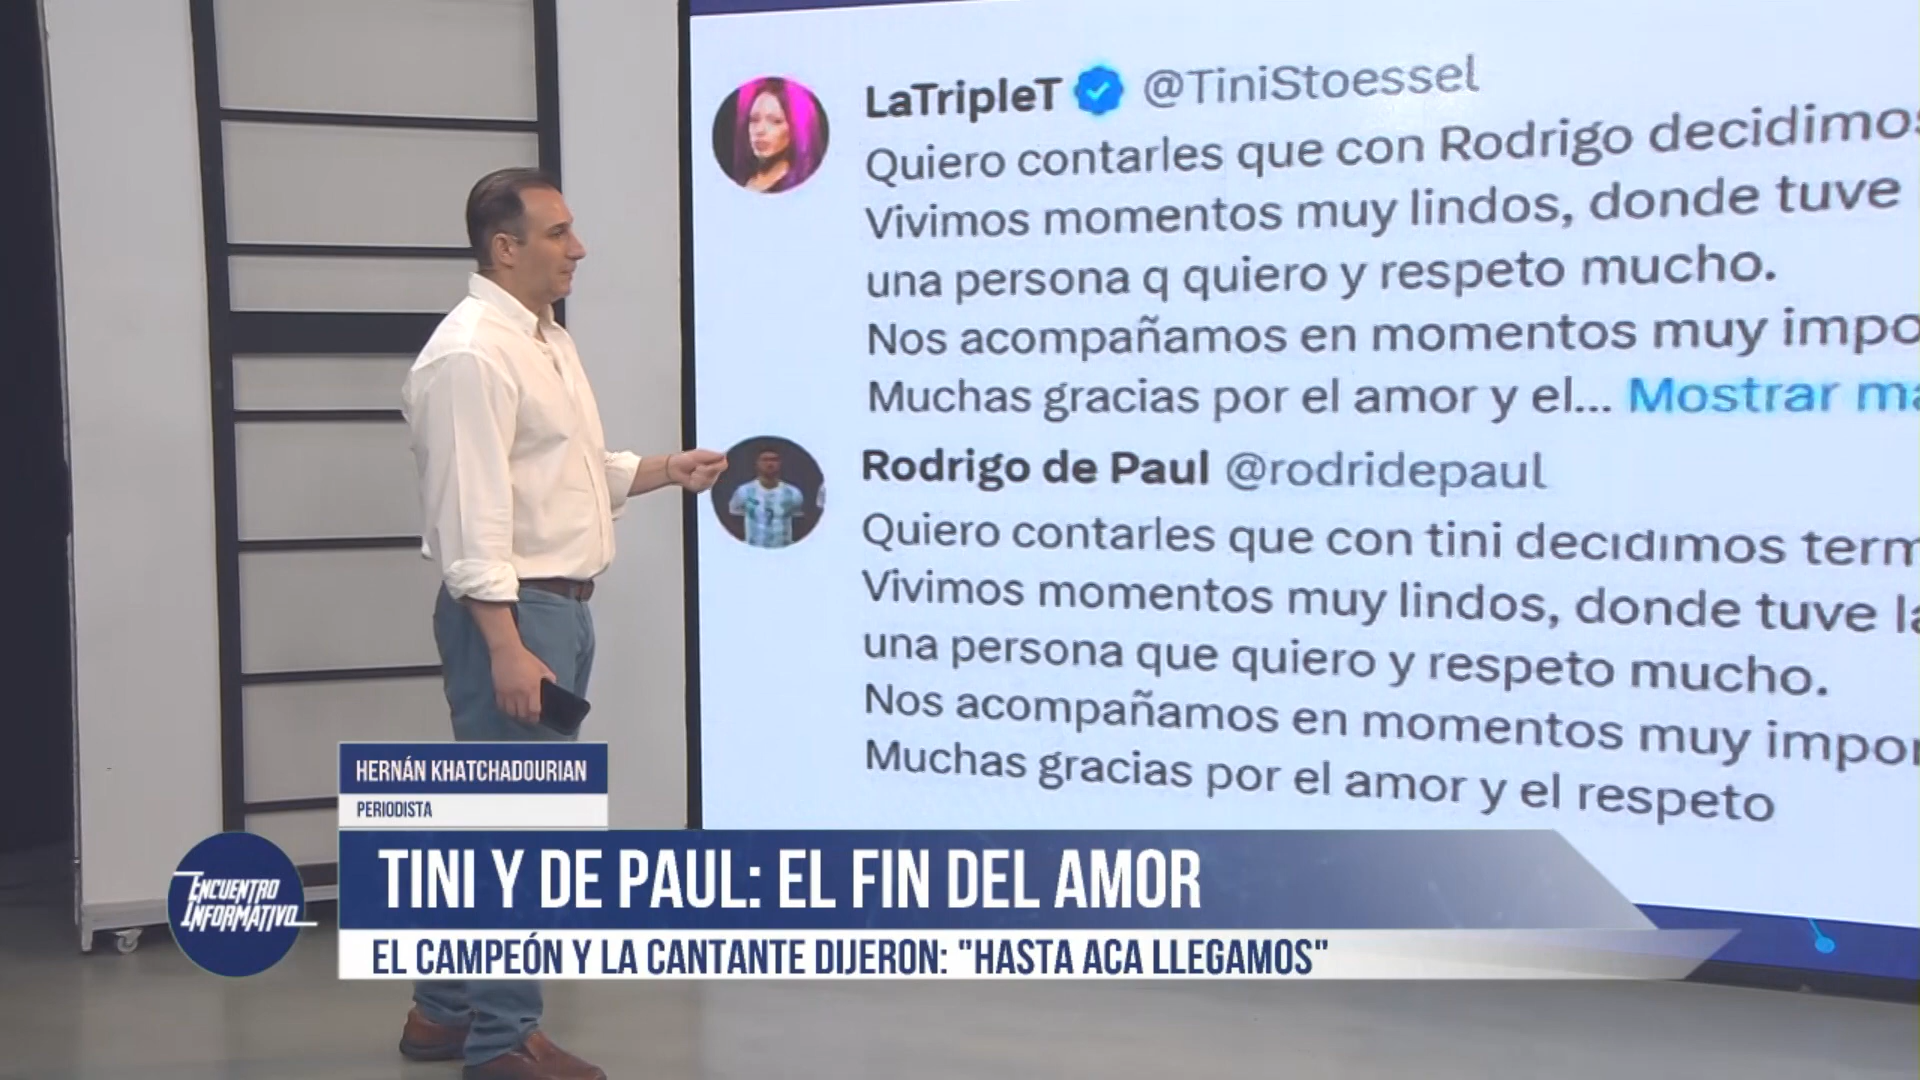 LaTripleT @TiniStoessel
Quiero contarles que con Rodrigo decidimos
Vivimos momentos muy lindos, donde tuve
una persona q quiero y respeto mucho.
Nos acompañamos en momentos muy impo
Muchas gracias por el amor y el... Mostrar má
Rodrigo de Paul @rodridepaul
Quiero contarles que con tini decidimos term
Vivimos momentos muy lindos, donde tuve la
una persona que quiero y respeto mucho.
Nos acompañamos en momentos muy impor
Muchas gracias por el amor y el respeto
HERNÁN KHATCHADOURIAN
PERIODISTA
ENCUENTRO
INFORMATIVO
TINI Y DE PAUL: EL FIN DEL AMOR
EL CAMPEÓN Y LA CANTANTE DIJERON: "HASTA ACA LLEGAMOS"